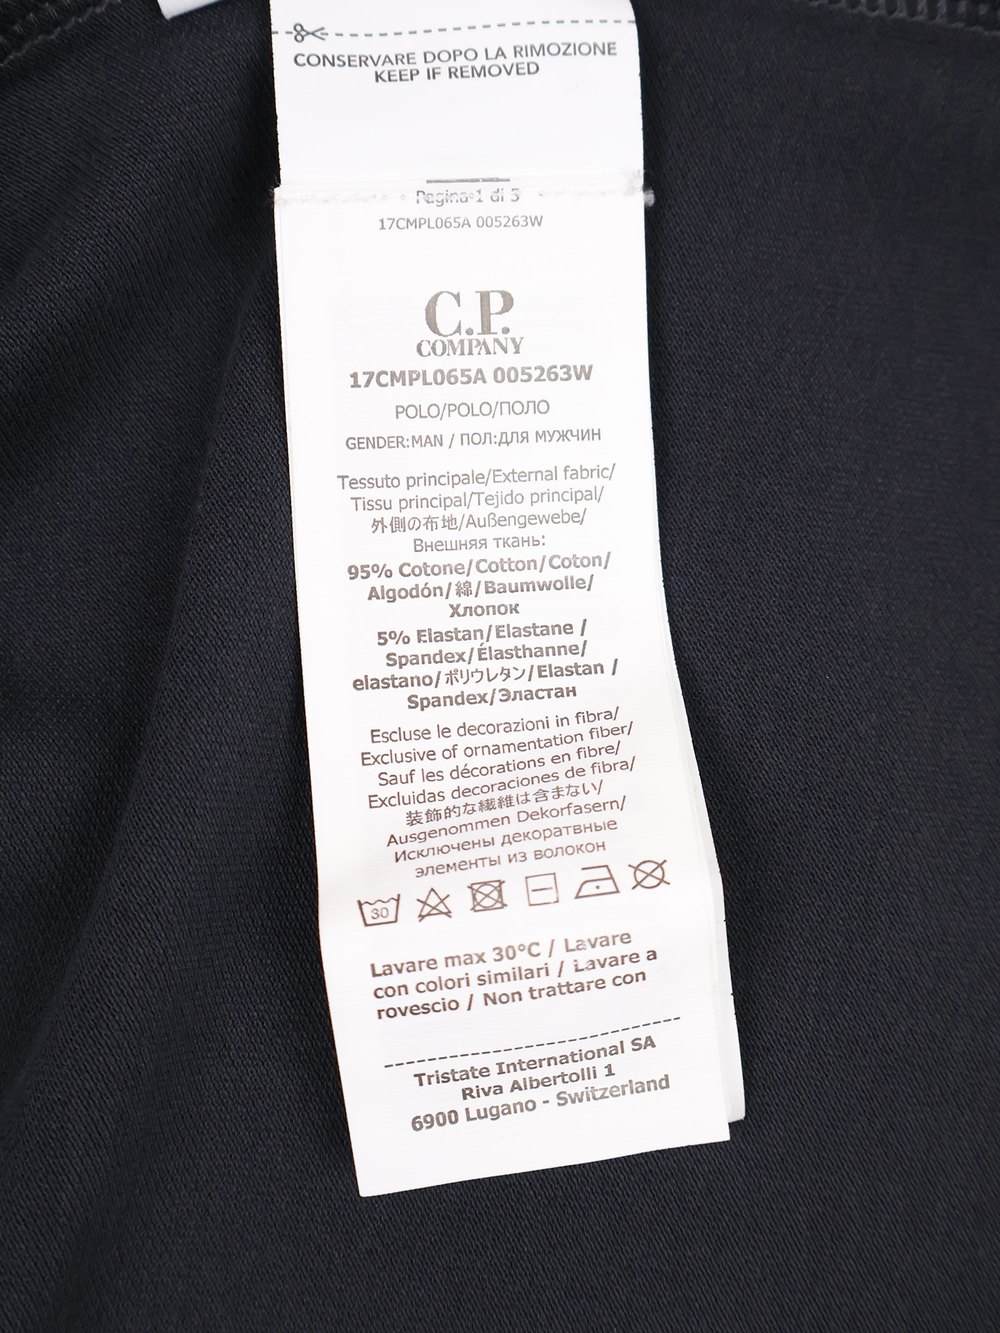 CONSERVARE DOPO LA RIMOZIONE
KEEP IF REMOVED
Pagina 1 di 5
17CMPL065A 005263W
C.P.
COMPANY
17CMPL065A 005263W
POLO/POLO/ПОЛО
GENDER:MAN / ПОЛ:ДЛЯ МУЖЧИН
Tessuto principale/External fabric/
Tissu principal/Tejido principal/
外側の布地/Außengewebe/
Внешняя ткань:
95% Cotone/Cotton/Coton/
Algodón/綿/Baumwolle/
Хлопок
5% Elastan/Elastane /
Spandex/Élasthanne/
elastano/ポリウレタン/Elastan /
Spandex/Эластан
Escluse le decorazioni in fibra/
Exclusive of ornamentation fiber/
Sauf les décorations en fibre/
Excluidas decoraciones de fibra/
装飾的な繊維は含まない/
Ausgenommen Dekorfasern/
Исключены декоратвные
элементы из волокон
30
Lavare max 30°C / Lavare
con colori similari / Lavare a
rovescio / Non trattare con
Tristate International SA
Riva Albertolli 1
6900 Lugano - Switzerland